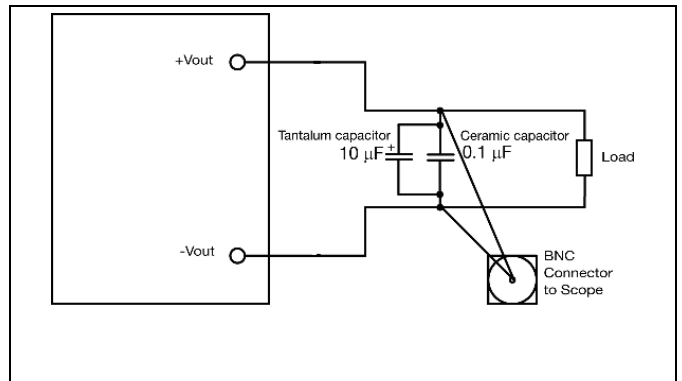 +Vout
Tantalum capacitor
10 µF
+
Ceramic capacitor
0.1 µF
Load
-Vout
BNC
Connector
to Scope